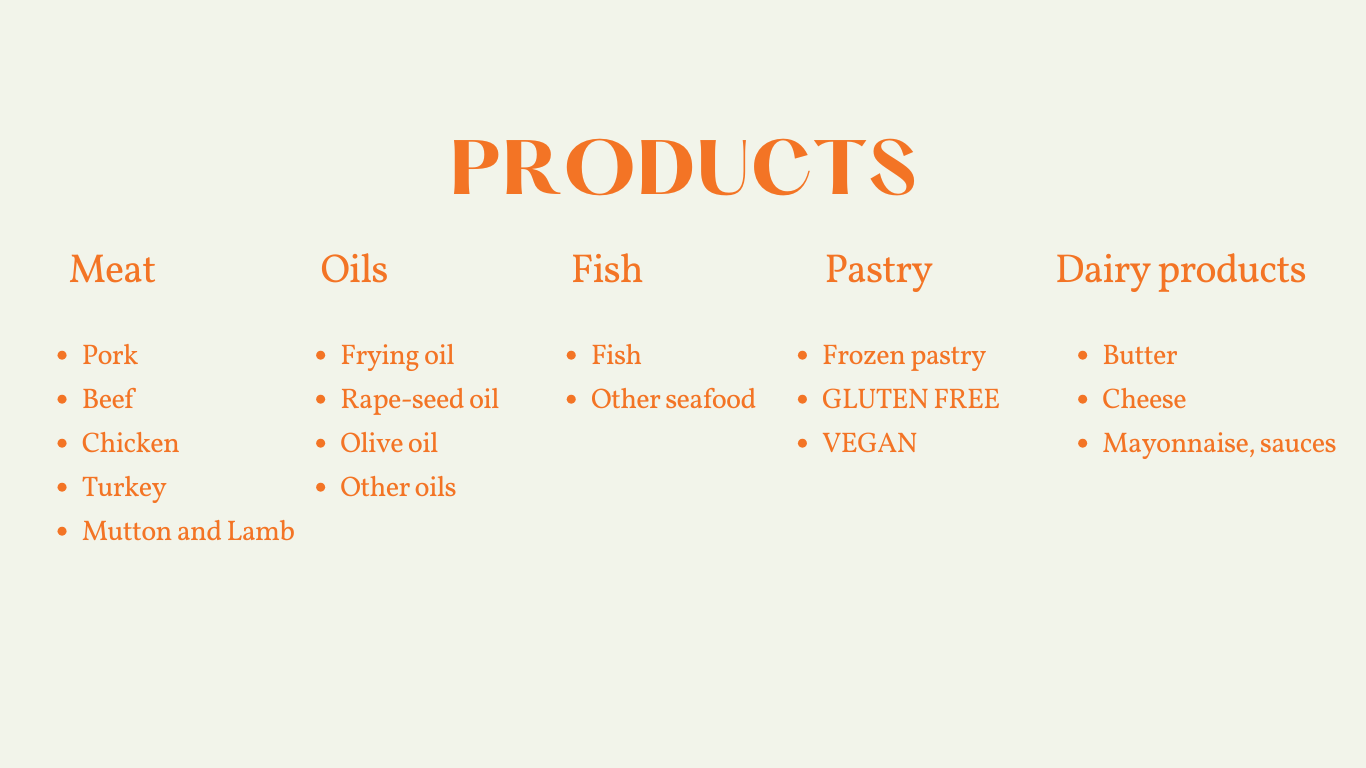 PRODUCTS
Meat
Pork
Beef
Chicken
Turkey
Mutton and Lamb
Oils
Frying oil
Rape-seed oil
Olive oil
Other oils
Fish
Fish
Other seafood
Pastry
Frozen pastry
GLUTEN FREE
VEGAN
Dairy products
Butter
Cheese
Mayonnaise, sauces